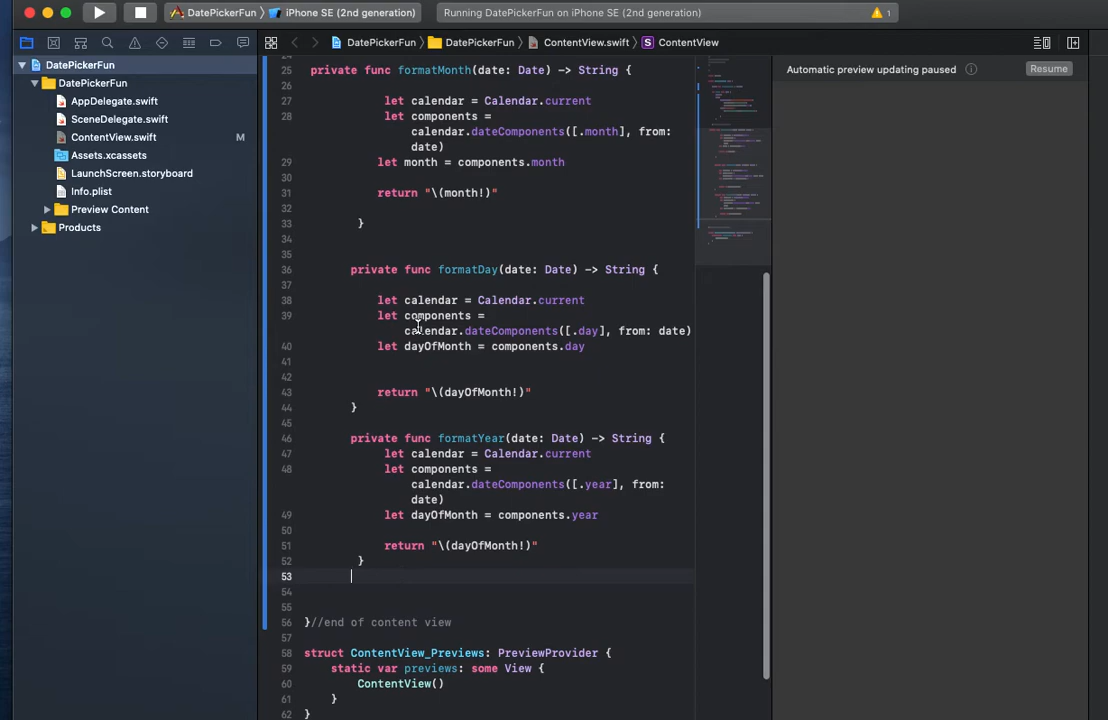 DatePickerFun 〉 iPhone SE (2nd generation)
Running DatePickerFun on iPhone SE (2nd generation)
1
DatePickerFun 〉 DatePickerFun 〉 ContentView.swift 〉 S ContentView
DatePickerFun
DatePickerFun
AppDelegate.swift
SceneDelegate.swift
ContentView.swift M
Assets.xcassets
LaunchScreen.storyboard
Info.plist
Preview Content
Products
25 private func formatMonth(date: Date) -> String {
26
27 let calendar = Calendar.current
28 let components =
calendar.dateComponents([.month], from:
date)
29 let month = components.month
30
31 return "\(month!)"
32
33 }
34
35
36 private func formatDay(date: Date) -> String {
37
38 let calendar = Calendar.current
39 let components =
calendar.dateComponents([.day], from: date)
40 let dayOfMonth = components.day
41
42
43 return "\(dayOfMonth!)"
44 }
45
46 private func formatYear(date: Date) -> String {
47 let calendar = Calendar.current
48 let components =
calendar.dateComponents([.year], from:
date)
49 let dayOfMonth = components.year
50
51 return "\(dayOfMonth!)"
52 }
53
54
55
56 }//end of content view
57
58 struct ContentView_Previews: PreviewProvider {
59 static var previews: some View {
60 ContentView()
61 }
62 }
Automatic preview updating paused
Resume